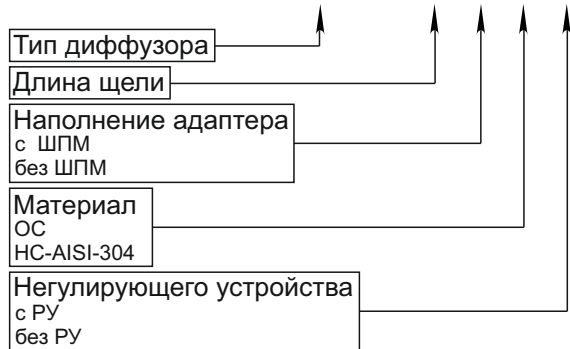 Тип диффузора
Длина щели
Наполнение адаптера
с ШПМ
без ШПМ
Материал
ОС
НС-AISI-304
Негулирующего устройства
с РУ
без РУ